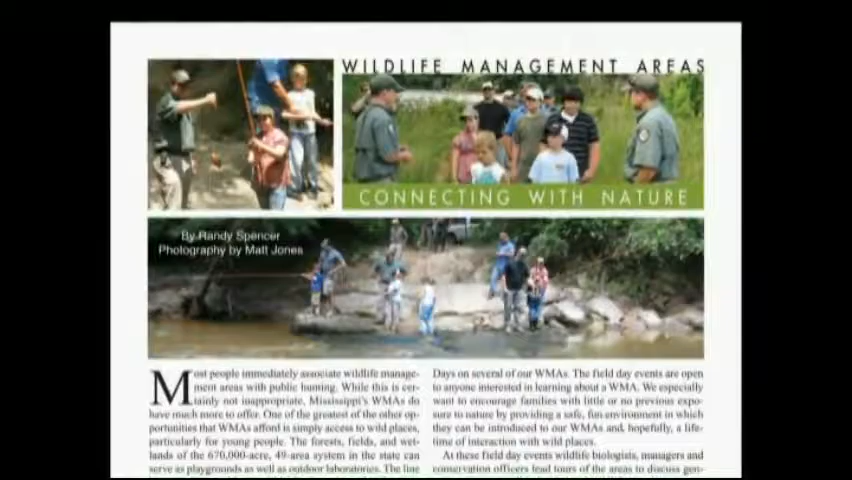 WILDLIFE MANAGEMENT AREAS
CONNECTING WITH NATURE
By Randy Spencer
Photography by Matt Jones
Most people immediately associate wildlife manage-
ment areas with public hunting. While this is cer-
tainly not inappropriate, Mississippi's WMAs do
have much more to offer. One of the greatest of the other op-
portunities that WMAs afford is simply access to wild places,
particularly for young people. The forests, fields, and wet-
lands of the 670,000-acre, 49-area system in the state can
serve as playgrounds as well as outdoor laboratories. The line
Days on several of our WMAs. The field day events are open
to anyone interested in learning about a WMA. We especially
want to encourage families with little or no previous expo-
sure to nature by providing a safe, fun environment in which
they can be introduced to our WMAs and, hopefully, a life-
time of interaction with wild places.
At these field day events wildlife biologists, managers and
conservation officers lead tours of the areas to discuss gen-